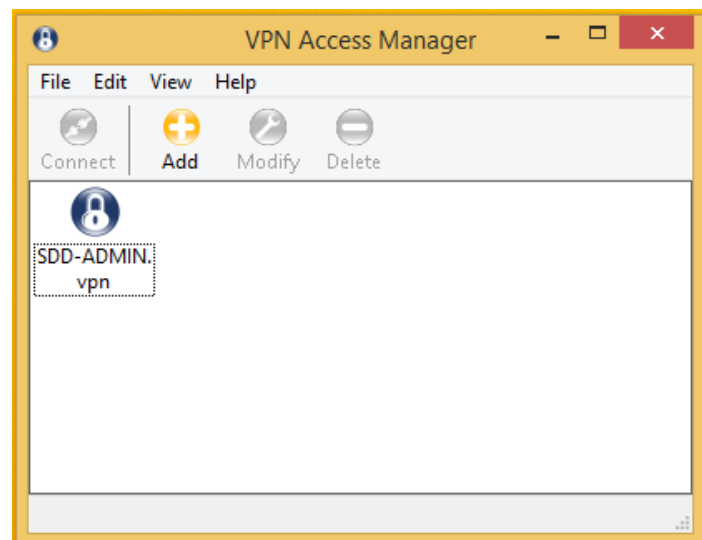 VPN Access Manager
File Edit View Help
Connect Add Modify Delete
SDD-ADMIN.
vpn